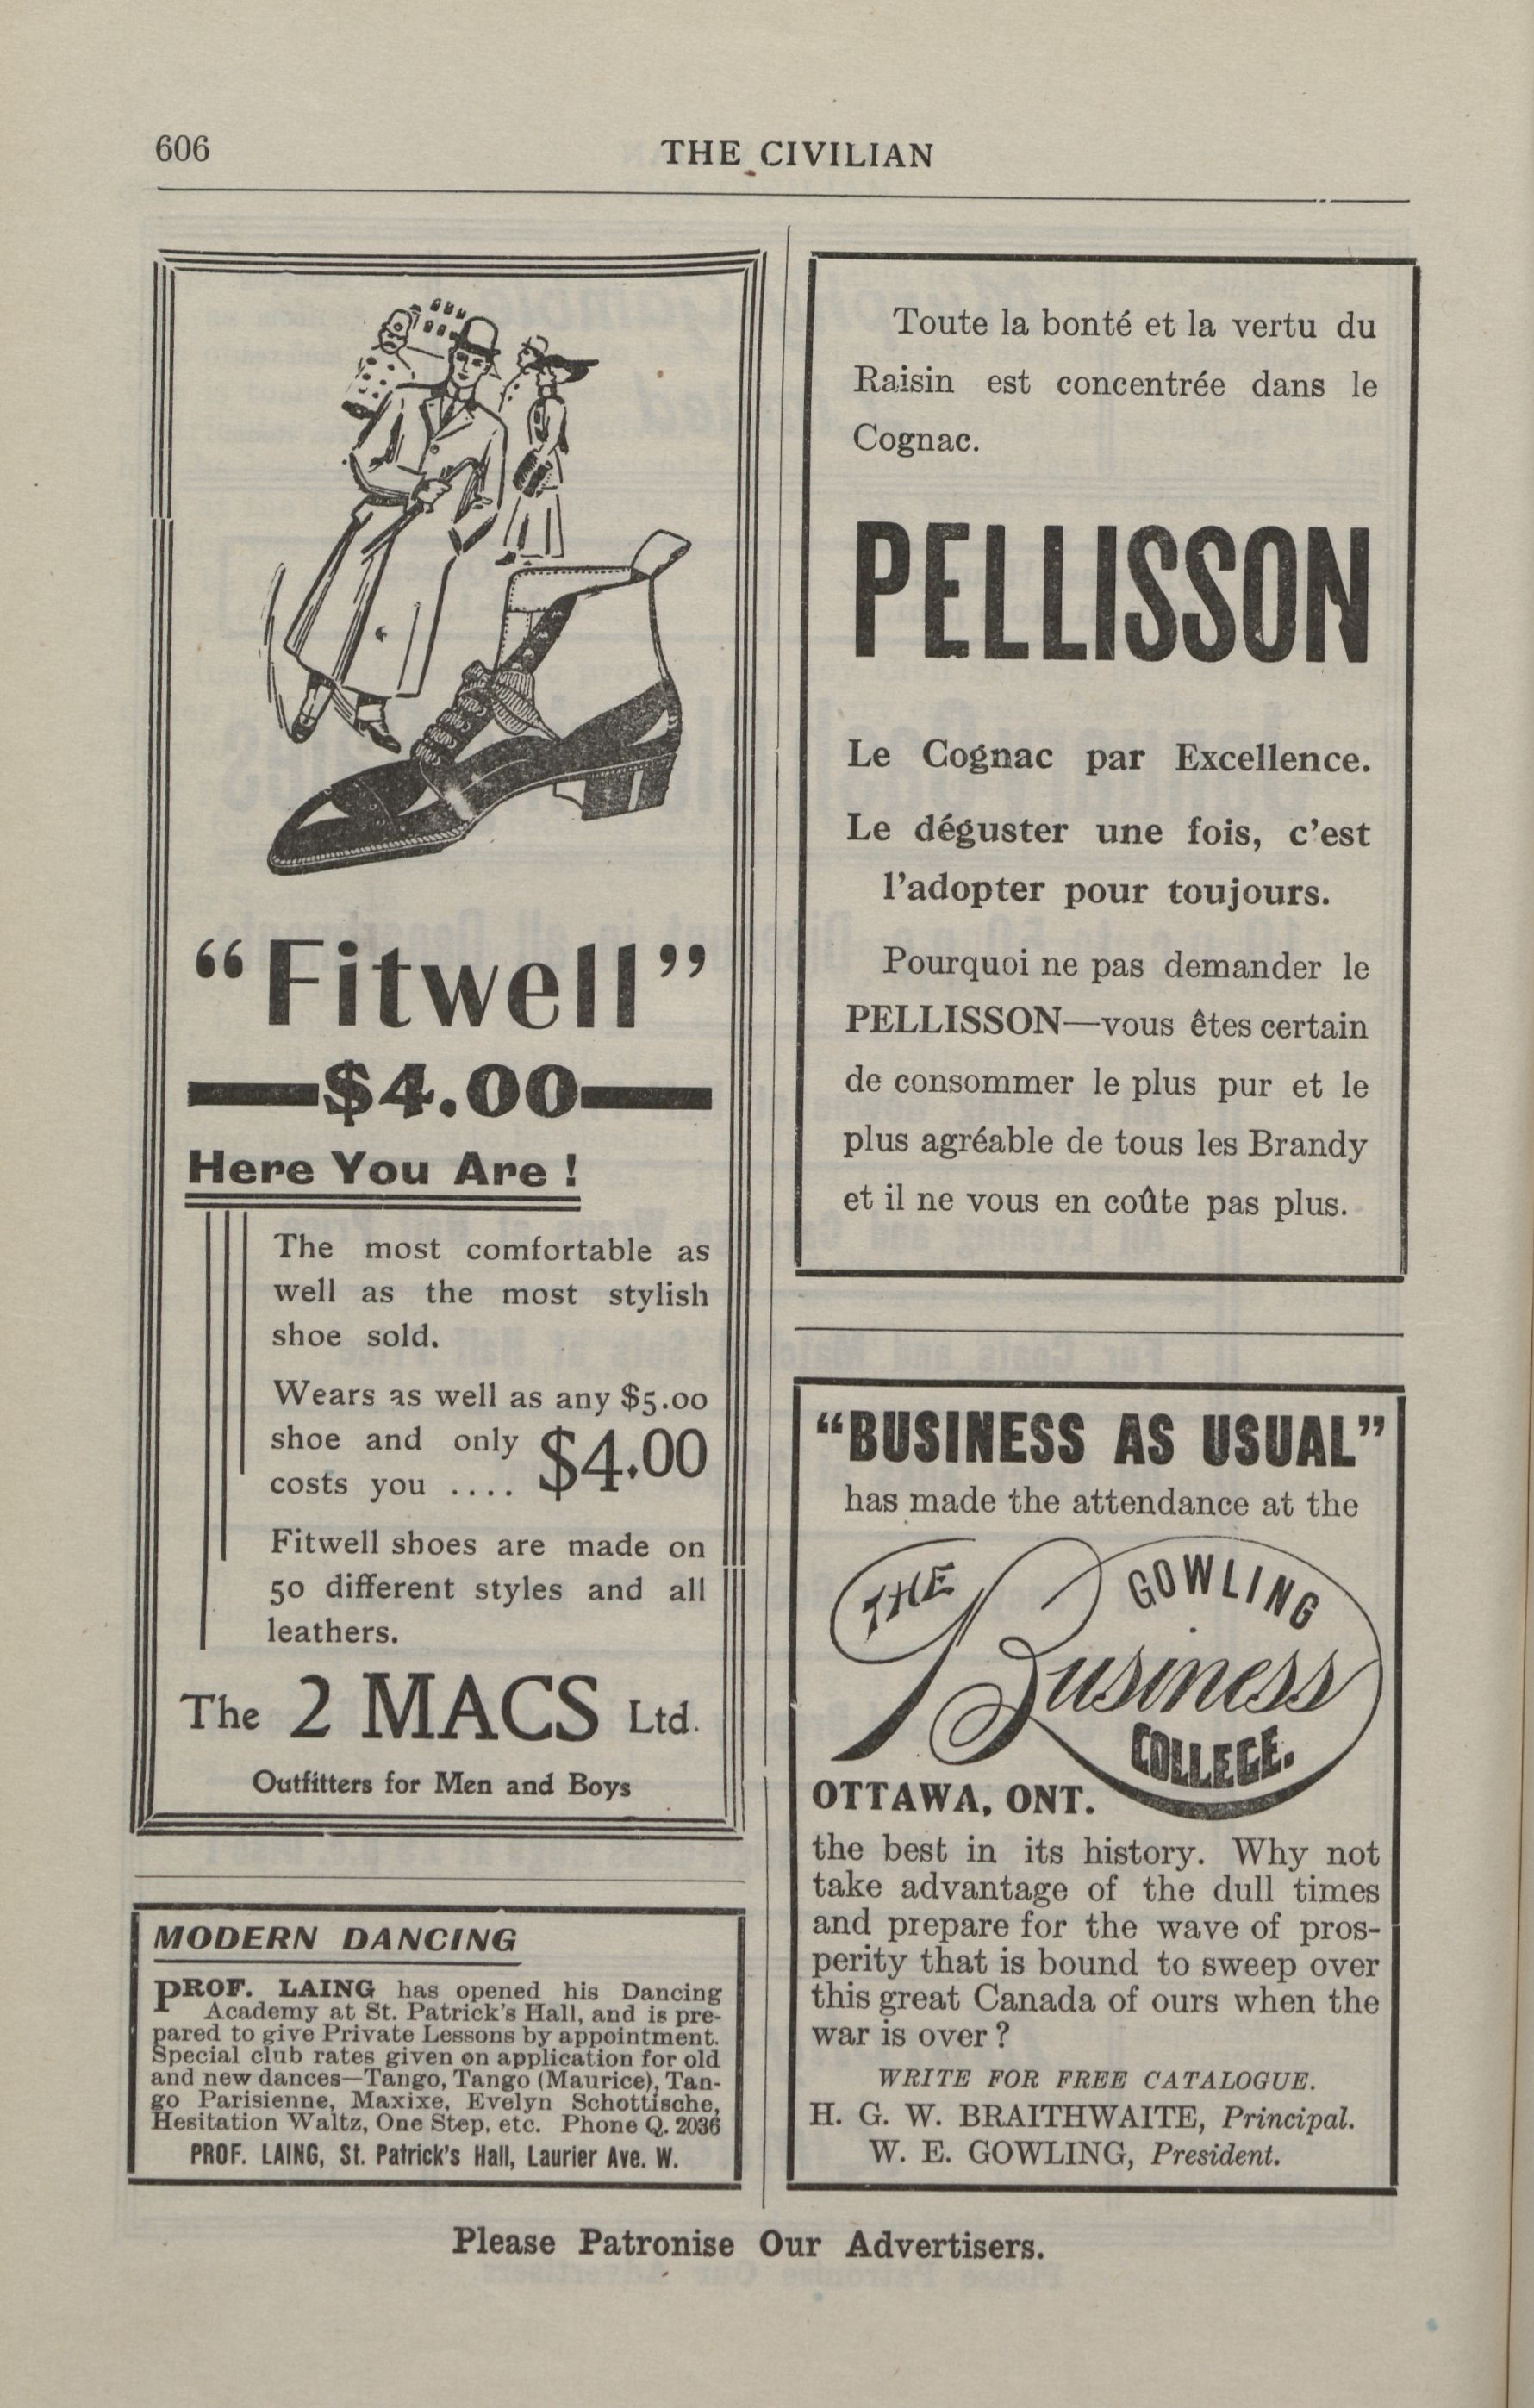 606
THE CIVILIAN
“Fitwell”
$4.00
Here You Are !
The most comfortable as
well as the most stylish
shoe sold.
Wears as well as any $5.00
shoe and only $4.00
costs you ....
Fitwell shoes are made on
50 different styles and all
leathers.
The 2 MACS Ltd.
Outfitters for Men and Boys
MODERN DANCING
PROF. LAING has opened his Dancing
Academy at St. Patrick's Hall, and is pre-
pared to give Private Lessons by appointment.
Special club rates given on application for old
and new dances—Tango, Tango (Maurice), Tan-
go Parisienne, Maxixe, Evelyn Schottische,
Hesitation Waltz, One Step, etc. Phone Q. 2036
PROF. LAING, St. Patrick's Hall, Laurier Ave. W.
Toute la bonté et la vertu du
Raisin est concentrée dans le
Cognac.
PELLISSON
Le Cognac par Excellence.
Le déguster une fois, c'est
l'adopter pour toujours.
Pourquoi ne pas demander le
PELLISSON—vous êtes certain
de consommer le plus pur et le
plus agréable de tous les Brandy
et il ne vous en coûte pas plus.
“BUSINESS AS USUAL”
has made the attendance at the
THE GOWLING
Business
COLLEGE.
OTTAWA, ONT.
the best in its history. Why not
take advantage of the dull times
and prepare for the wave of pros-
perity that is bound to sweep over
this great Canada of ours when the
war is over?
WRITE FOR FREE CATALOGUE.
H. G. W. BRAITHWAITE, Principal.
W. E. GOWLING, President.
Please Patronise Our Advertisers.